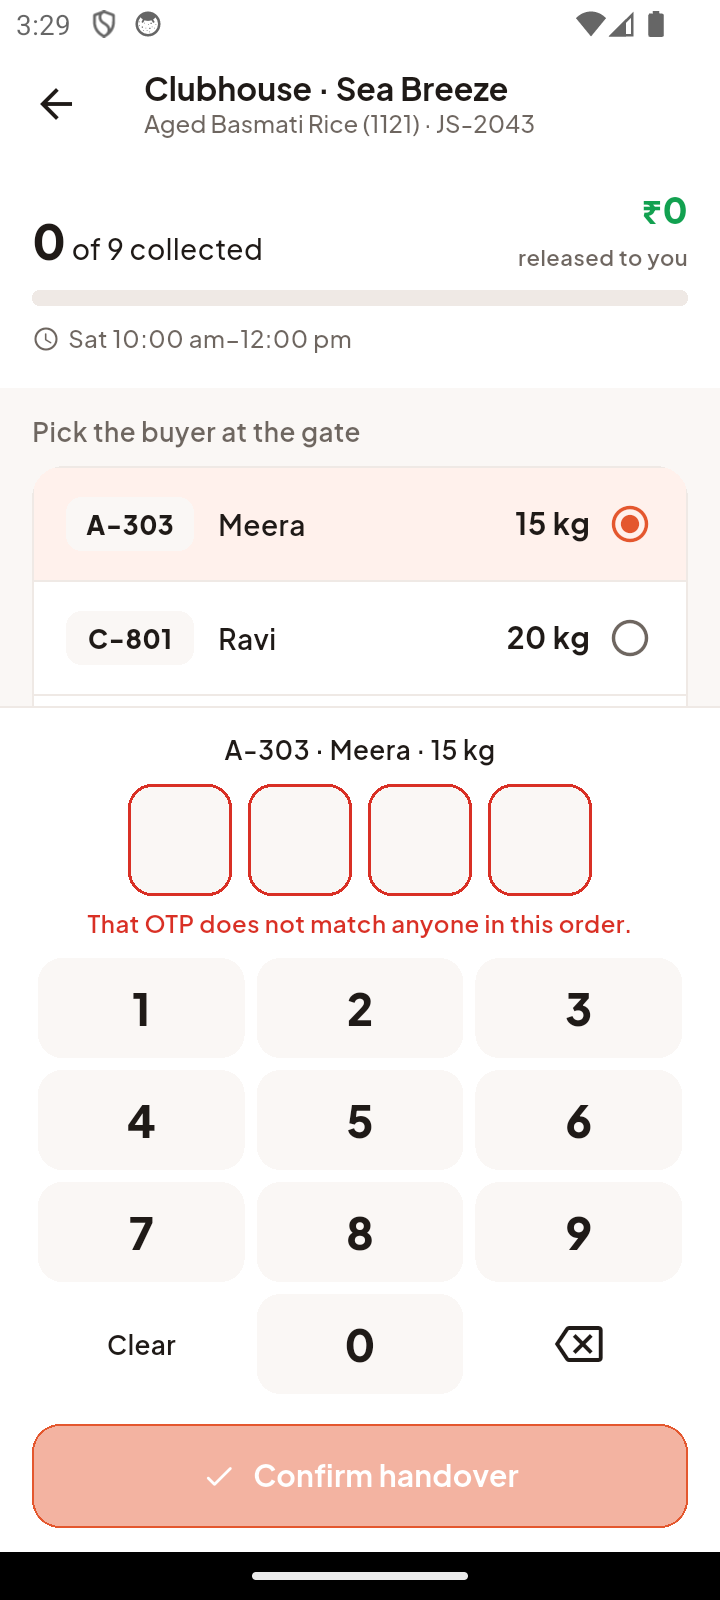 3:29
Clubhouse · Sea Breeze
Aged Basmati Rice (1121) · JS-2043
₹0
0 of 9 collected
released to you
Sat 10:00 am–12:00 pm
Pick the buyer at the gate
A-303 Meera 15 kg
C-801 Ravi 20 kg
A-303 · Meera · 15 kg
That OTP does not match anyone in this order.
1 2 3
4 5 6
7 8 9
Clear 0
Confirm handover